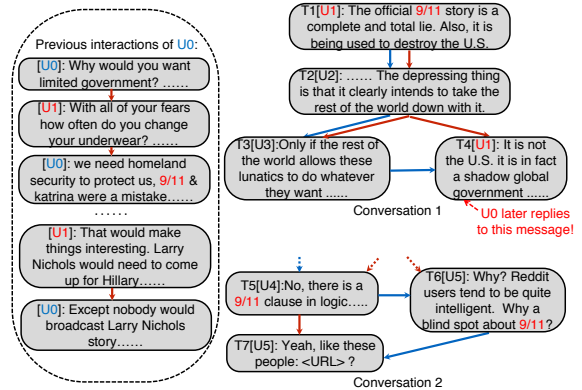 Previous interactions of U0:
[U0]: Why would you want
limited government? ......
[U1]: With all of your fears
how often do you change
your underwear? ......
[U0]: we need homeland
security to protect us, 9/11 &
katrina were a mistake......
......
[U1]: That would make
things interesting. Larry
Nichols would need to come
up for Hillary......
[U0]: Except nobody would
broadcast Larry Nichols
story......
T1[U1]: The official 9/11 story is a
complete and total lie. Also, it is
being used to destroy the U.S.
T2[U2]: ...... The depressing thing
is that it clearly intends to take the
rest of the world down with it.
T3[U3]:Only if the rest of
the world allows these
lunatics to do whatever
they want ......
T4[U1]: It is not
the U.S. it is in fact
a shadow global
government ......
U0 later replies
to this message!
Conversation 1
T5[U4]:No, there is a
9/11 clause in logic.....
T6[U5]: Why? Reddit
users tend to be quite
intelligent. Why a
blind spot about 9/11?
T7[U5]: Yeah, like these
people: <URL> ?
Conversation 2